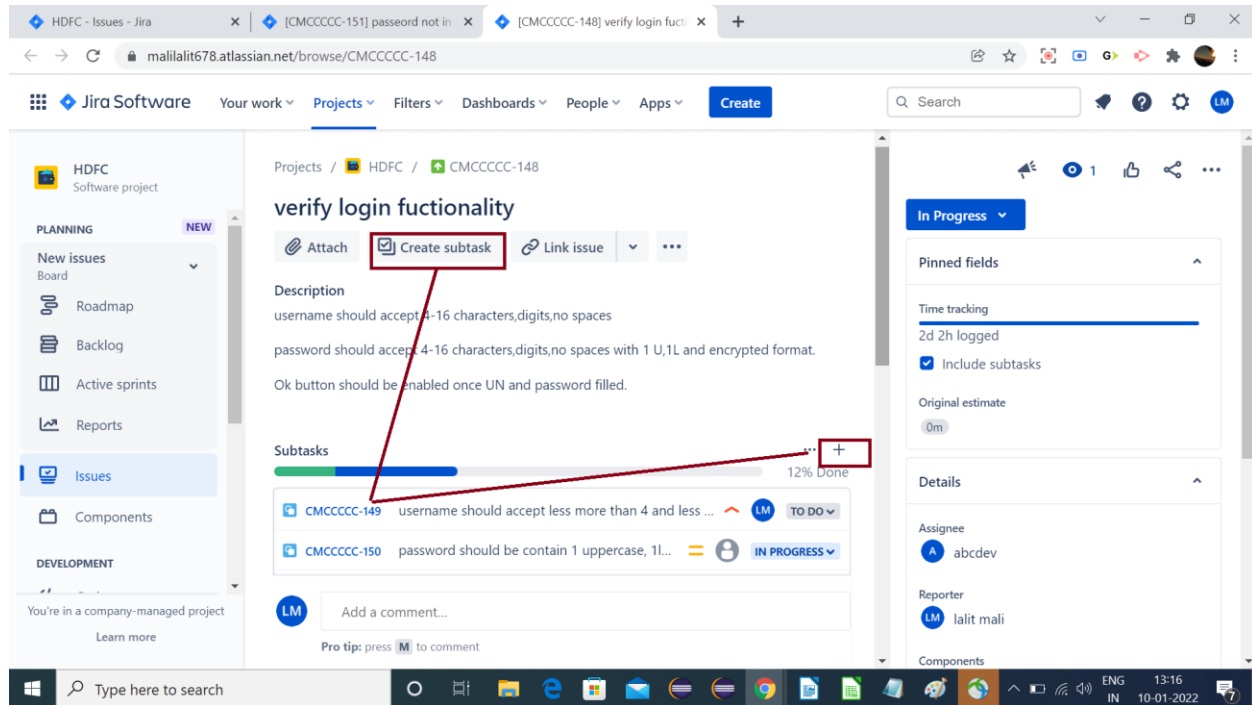 HDFC - Issues - Jira
[CMCCCCC-151] passeord not in
[CMCCCCC-148] verify login fucti
malilalit678.atlassian.net/browse/CMCCCCC-148
Jira Software Your work Projects Filters Dashboards People Apps Create Search LM
HDFC
Software project
PLANNING NEW
New issues
Board
Roadmap
Backlog
Active sprints
Reports
Issues
Components
DEVELOPMENT
You're in a company-managed project
Learn more
Projects / HDFC / CMCCCCC-148
verify login fuctionality
Attach Create subtask Link issue
Description
username should accept 4-16 characters,digits,no spaces
password should accept 4-16 characters,digits,no spaces with 1 U,1L and encrypted format.
Ok button should be enabled once UN and password filled.
Subtasks
12% Done
CMCCCCC-149 username should accept less more than 4 and less ... LM TO DO
CMCCCCC-150 password should be contain 1 uppercase, 1l... IN PROGRESS
LM Add a comment...
Pro tip: press M to comment
1
In Progress
Pinned fields
Time tracking
2d 2h logged
Include subtasks
Original estimate
0m
Details
Assignee
A abcdev
Reporter
LM lalit mali
Components
Type here to search
ENG
IN
13:16
10-01-2022
7